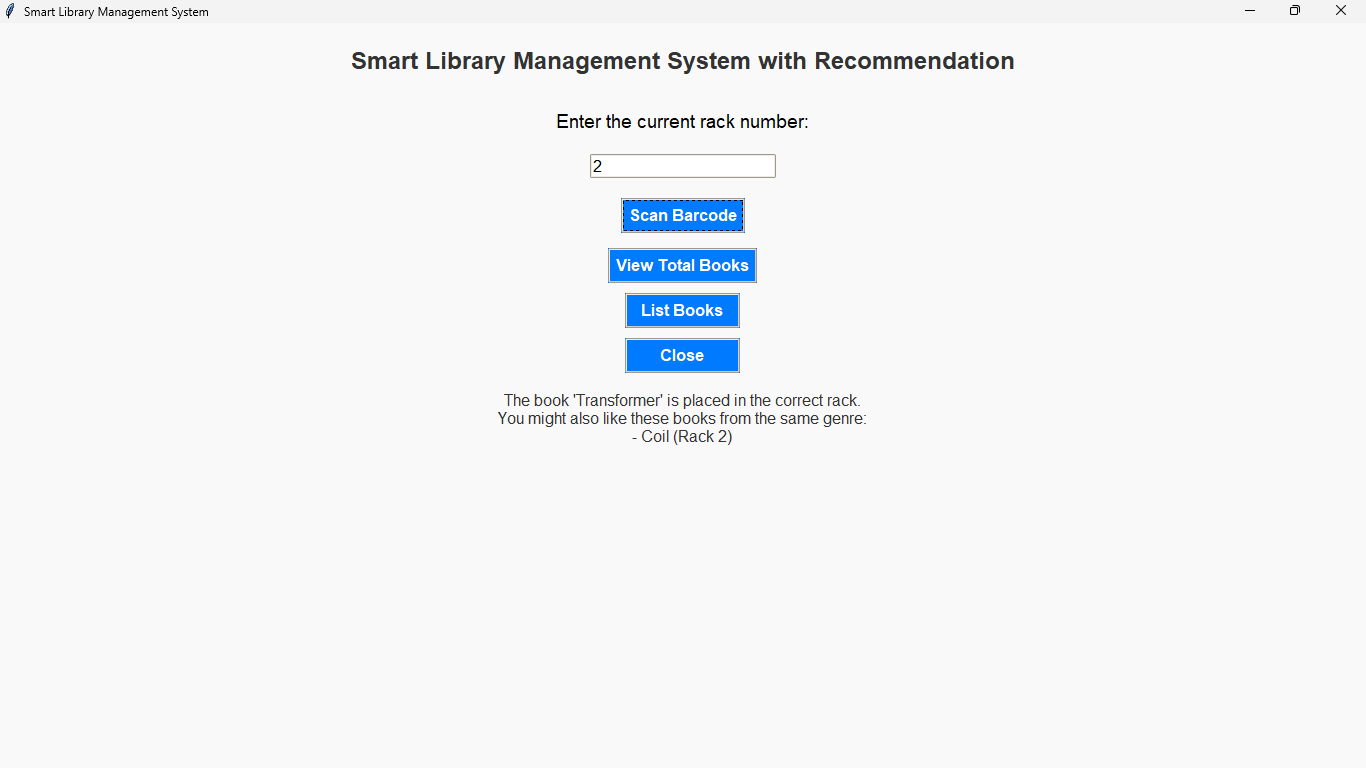 Smart Library Management System
Smart Library Management System with Recommendation
Enter the current rack number:
2
Scan Barcode
View Total Books
List Books
Close
The book 'Transformer' is placed in the correct rack.
You might also like these books from the same genre:
- Coil (Rack 2)